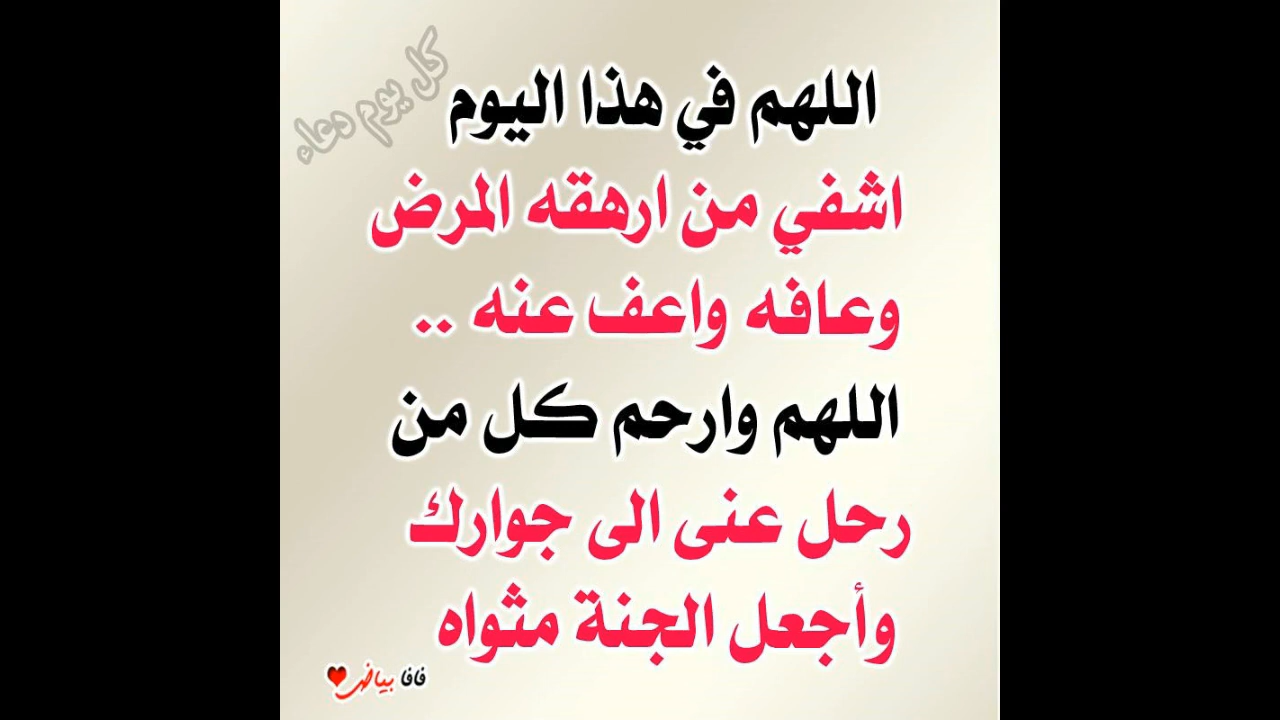 كل يوم دعاء
اللهم في هذا اليوم
اشفي من ارهقه المرض
وعافه واعف عنه ..
اللهم وارحم كل من
رحل عنى الى جوارك
وأجعل الجنة مثواه
فافا بياض